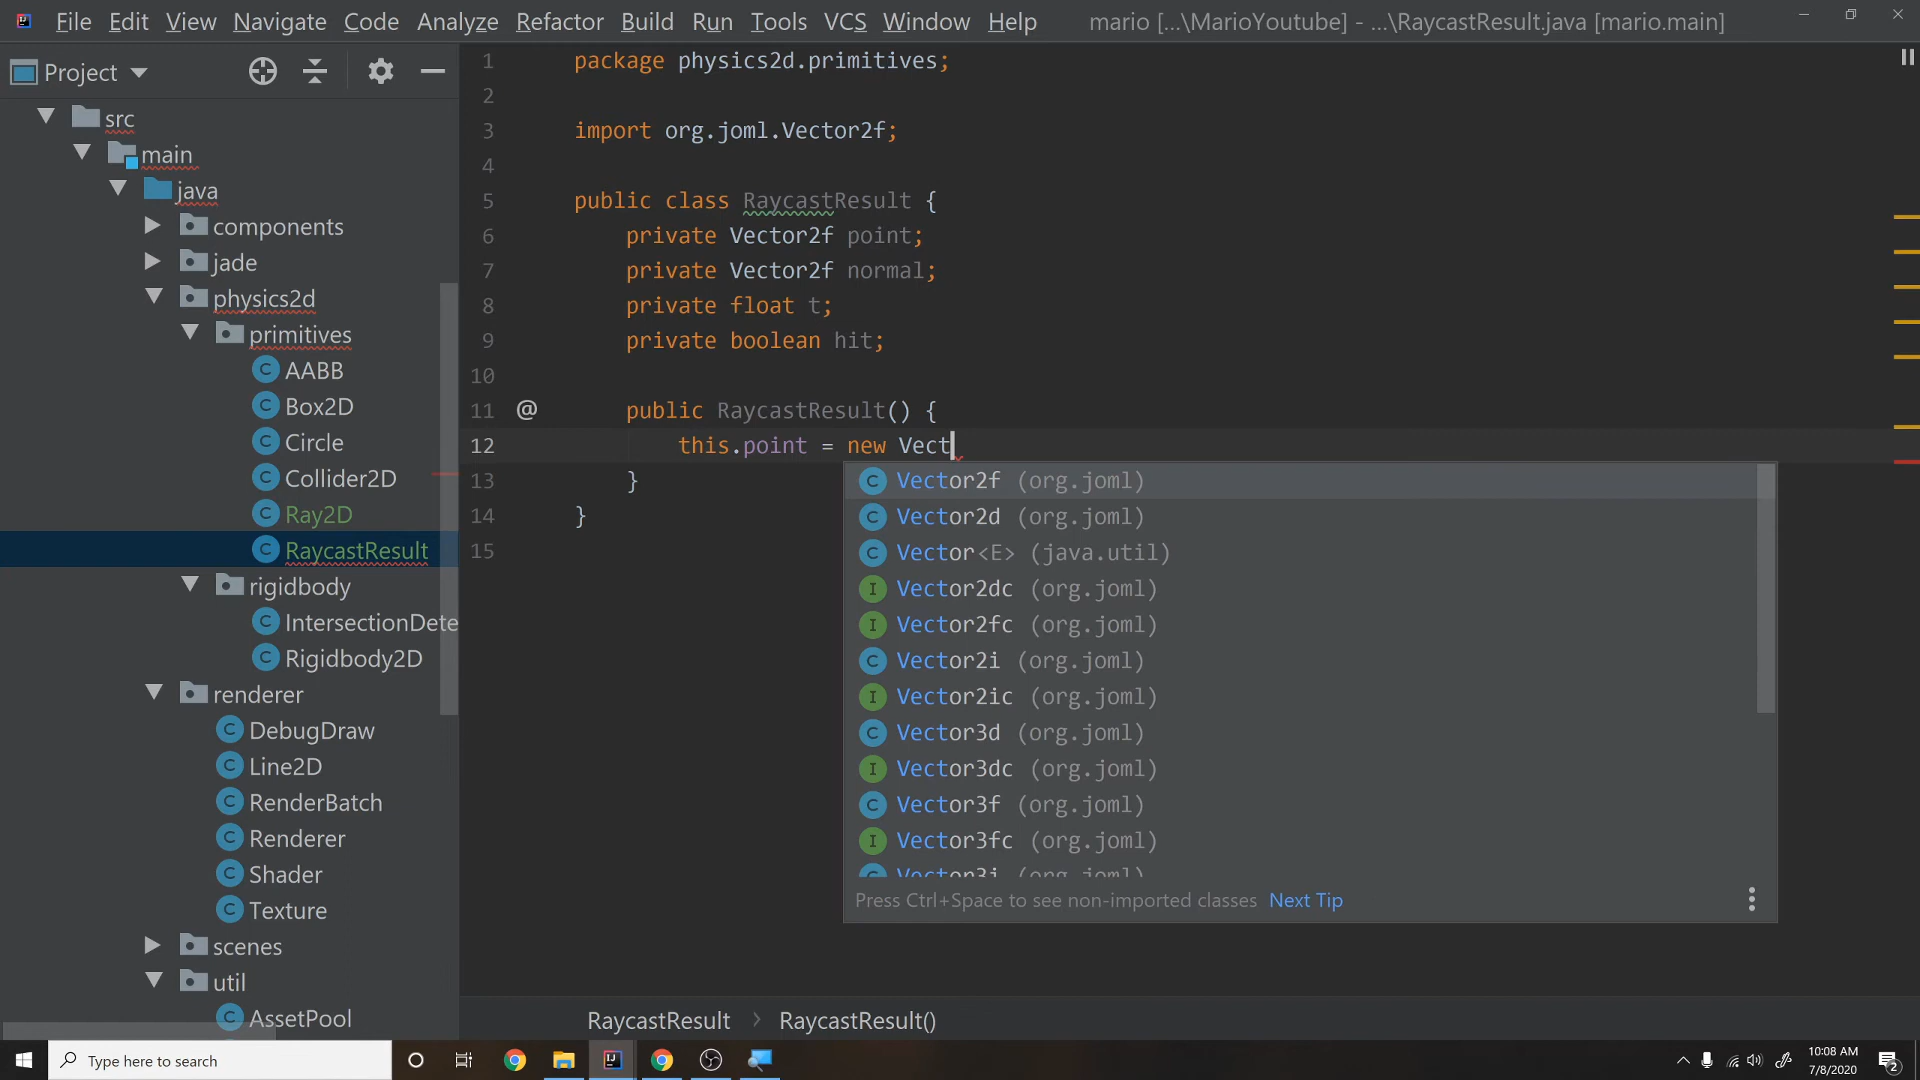 File Edit View Navigate Code Analyze Refactor Build Run Tools VCS Window Help mario [...\MarioYoutube] - ...\RaycastResult.java [mario.main]
Project
src
main
java
components
jade
physics2d
primitives
AABB
Box2D
Circle
Collider2D
Ray2D
RaycastResult
rigidbody
IntersectionDete
Rigidbody2D
renderer
DebugDraw
Line2D
RenderBatch
Renderer
Shader
Texture
scenes
util
AssetPool
1 package physics2d.primitives;
2
3 import org.joml.Vector2f;
4
5 public class RaycastResult {
6 private Vector2f point;
7 private Vector2f normal;
8 private float t;
9 private boolean hit;
10
11 @ public RaycastResult() {
12 this.point = new Vect
13 }
14 }
15
Vector2f (org.joml)
Vector2d (org.joml)
Vector<E> (java.util)
Vector2dc (org.joml)
Vector2fc (org.joml)
Vector2i (org.joml)
Vector2ic (org.joml)
Vector3d (org.joml)
Vector3dc (org.joml)
Vector3f (org.joml)
Vector3fc (org.joml)
Vector3i (org.joml)
Press Ctrl+Space to see non-imported classes Next Tip
RaycastResult > RaycastResult()
Type here to search
10:08 AM
7/8/2020
2